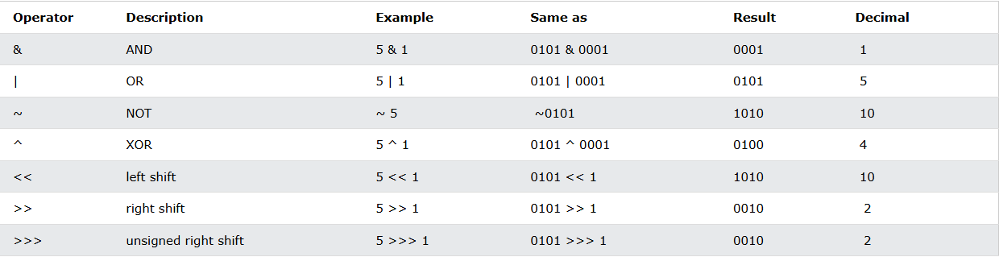 Operator Description Example Same as Result Decimal
& AND 5 & 1 0101 & 0001 0001 1
| OR 5 | 1 0101 | 0001 0101 5
~ NOT ~ 5 ~0101 1010 10
^ XOR 5 ^ 1 0101 ^ 0001 0100 4
<< left shift 5 << 1 0101 << 1 1010 10
>> right shift 5 >> 1 0101 >> 1 0010 2
>>> unsigned right shift 5 >>> 1 0101 >>> 1 0010 2